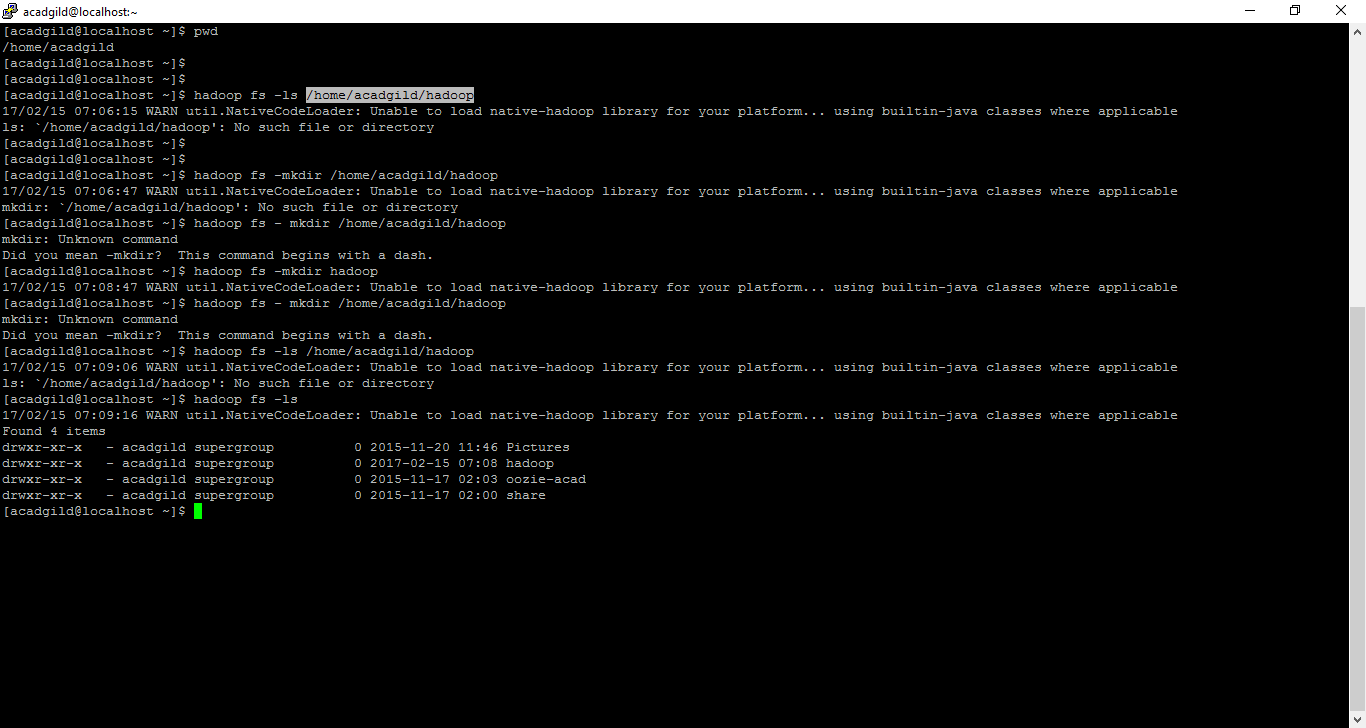 acadgild@localhost:~
[acadgild@localhost ~]$ pwd
/home/acadgild
[acadgild@localhost ~]$
[acadgild@localhost ~]$
[acadgild@localhost ~]$ hadoop fs -ls /home/acadgild/hadoop
17/02/15 07:06:15 WARN util.NativeCodeLoader: Unable to load native-hadoop library for your platform... using builtin-java classes where applicable
ls: `/home/acadgild/hadoop': No such file or directory
[acadgild@localhost ~]$
[acadgild@localhost ~]$
[acadgild@localhost ~]$ hadoop fs -mkdir /home/acadgild/hadoop
17/02/15 07:06:47 WARN util.NativeCodeLoader: Unable to load native-hadoop library for your platform... using builtin-java classes where applicable
mkdir: `/home/acadgild/hadoop': No such file or directory
[acadgild@localhost ~]$ hadoop fs - mkdir /home/acadgild/hadoop
mkdir: Unknown command
Did you mean -mkdir?  This command begins with a dash.
[acadgild@localhost ~]$ hadoop fs -mkdir hadoop
17/02/15 07:08:47 WARN util.NativeCodeLoader: Unable to load native-hadoop library for your platform... using builtin-java classes where applicable
[acadgild@localhost ~]$ hadoop fs - mkdir /home/acadgild/hadoop
mkdir: Unknown command
Did you mean -mkdir?  This command begins with a dash.
[acadgild@localhost ~]$ hadoop fs -ls /home/acadgild/hadoop
17/02/15 07:09:06 WARN util.NativeCodeLoader: Unable to load native-hadoop library for your platform... using builtin-java classes where applicable
ls: `/home/acadgild/hadoop': No such file or directory
[acadgild@localhost ~]$ hadoop fs -ls
17/02/15 07:09:16 WARN util.NativeCodeLoader: Unable to load native-hadoop library for your platform... using builtin-java classes where applicable
Found 4 items
drwxr-xr-x   - acadgild supergroup          0 2015-11-20 11:46 Pictures
drwxr-xr-x   - acadgild supergroup          0 2017-02-15 07:08 hadoop
drwxr-xr-x   - acadgild supergroup          0 2015-11-17 02:03 oozie-acad
drwxr-xr-x   - acadgild supergroup          0 2015-11-17 02:00 share
[acadgild@localhost ~]$